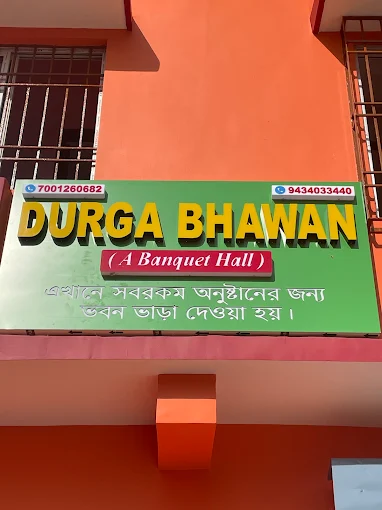 7001260682 9434033440
DURGA BHAWAN
( A Banquet Hall )
এখানে সবরকম অনুষ্টানের জন্য
ভবন ভাড়া দেওয়া হয় ।